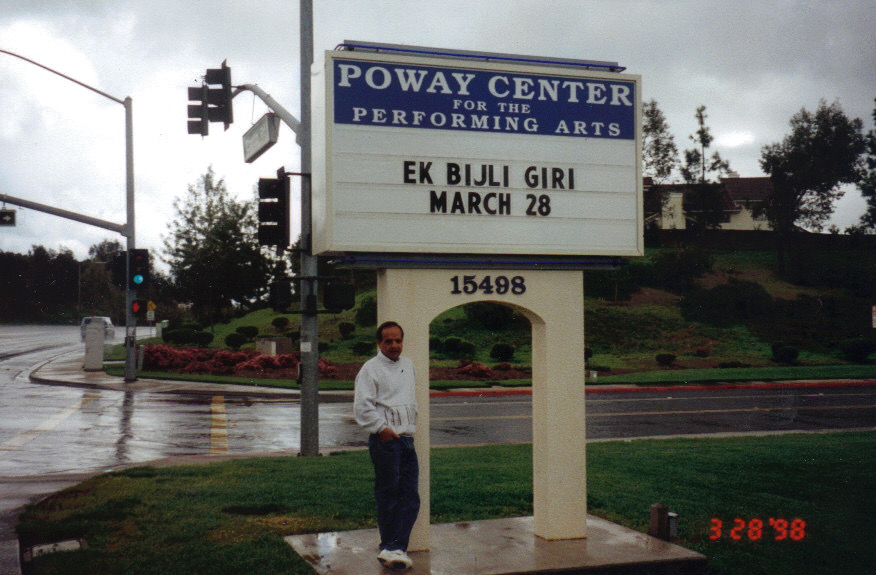 POWAY CENTER
FOR THE
PERFORMING ARTS
EK BIJLI GIRI
MARCH 28
15498
3 28 '98